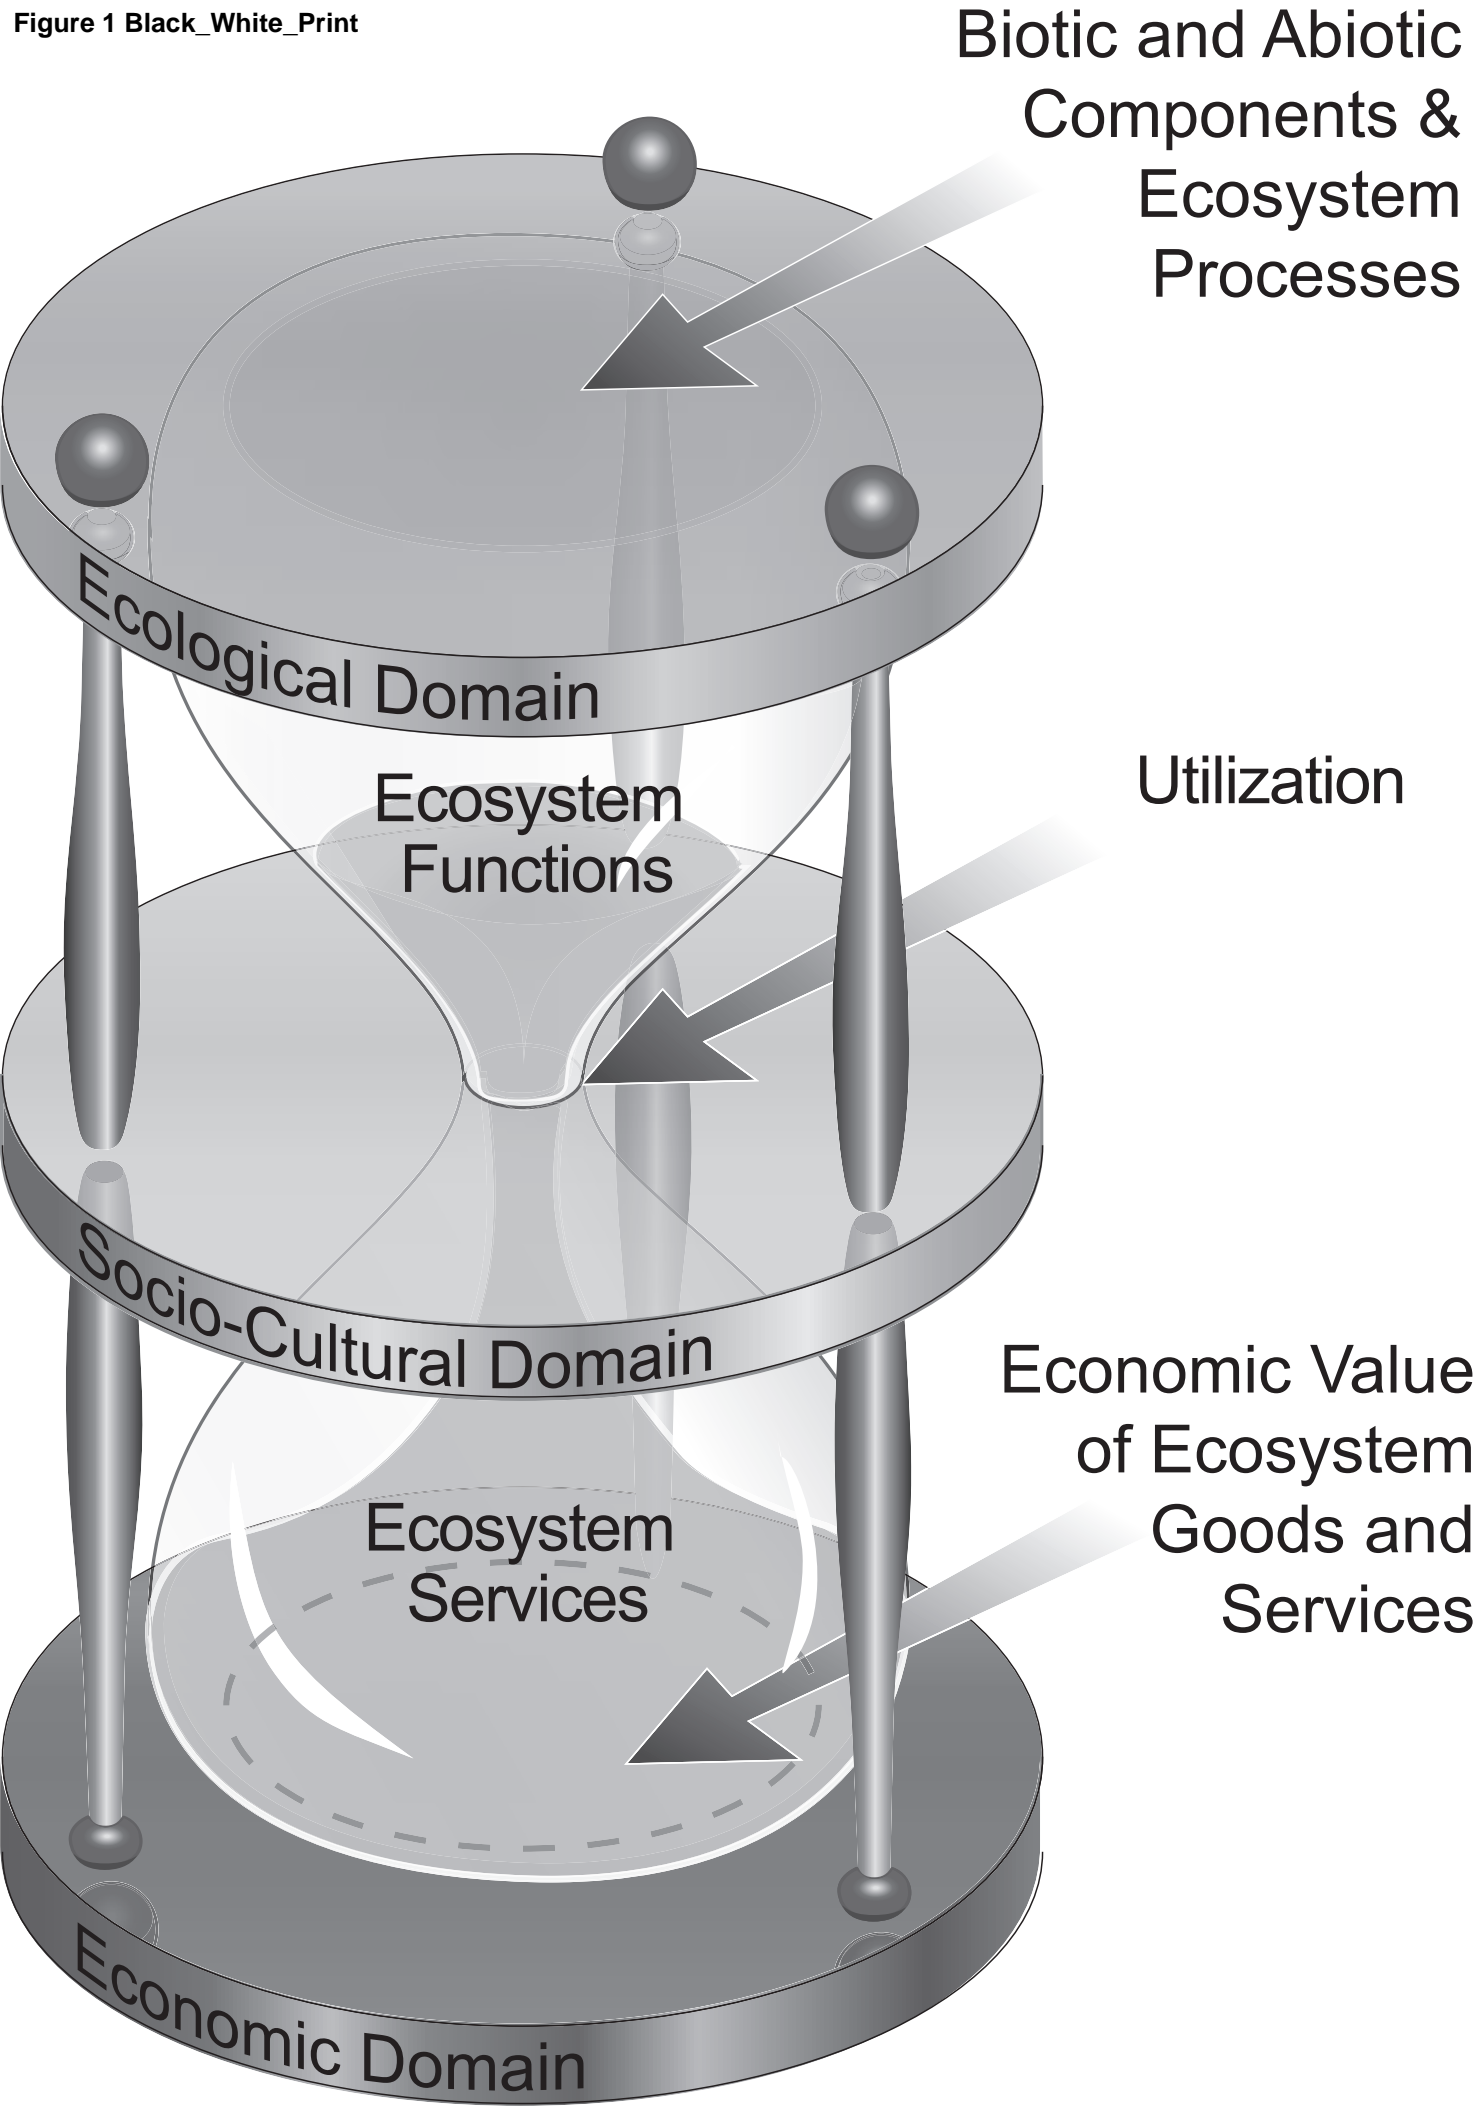 Figure 1 Black_White_Print
Biotic and Abiotic
Components &
Ecosystem
Processes
Ecological Domain
Ecosystem
Functions
Utilization
Socio-Cultural Domain
Economic Value
of Ecosystem
Goods and
Services
Ecosystem
Services
Economic Domain